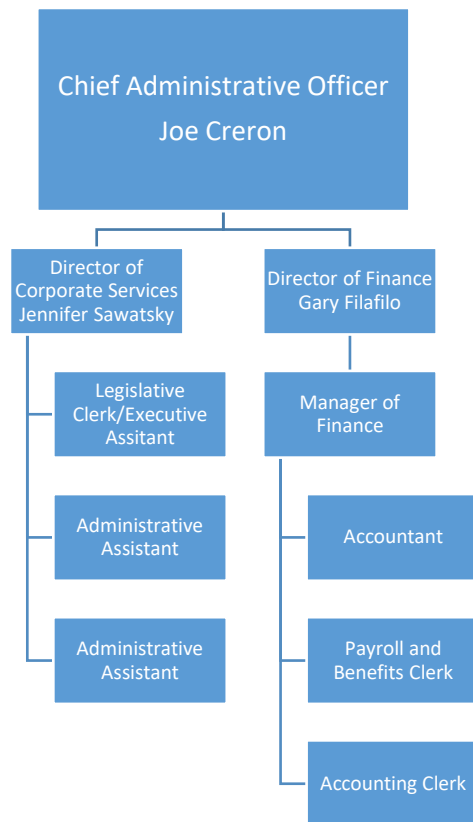 Chief Administrative Officer
Joe Creron
Director of
Corporate Services
Jennifer Sawatsky
Director of Finance
Gary Filafilo
Legislative
Clerk/Executive
Assitant
Manager of
Finance
Administrative
Assistant
Accountant
Administrative
Assistant
Payroll and
Benefits Clerk
Accounting Clerk